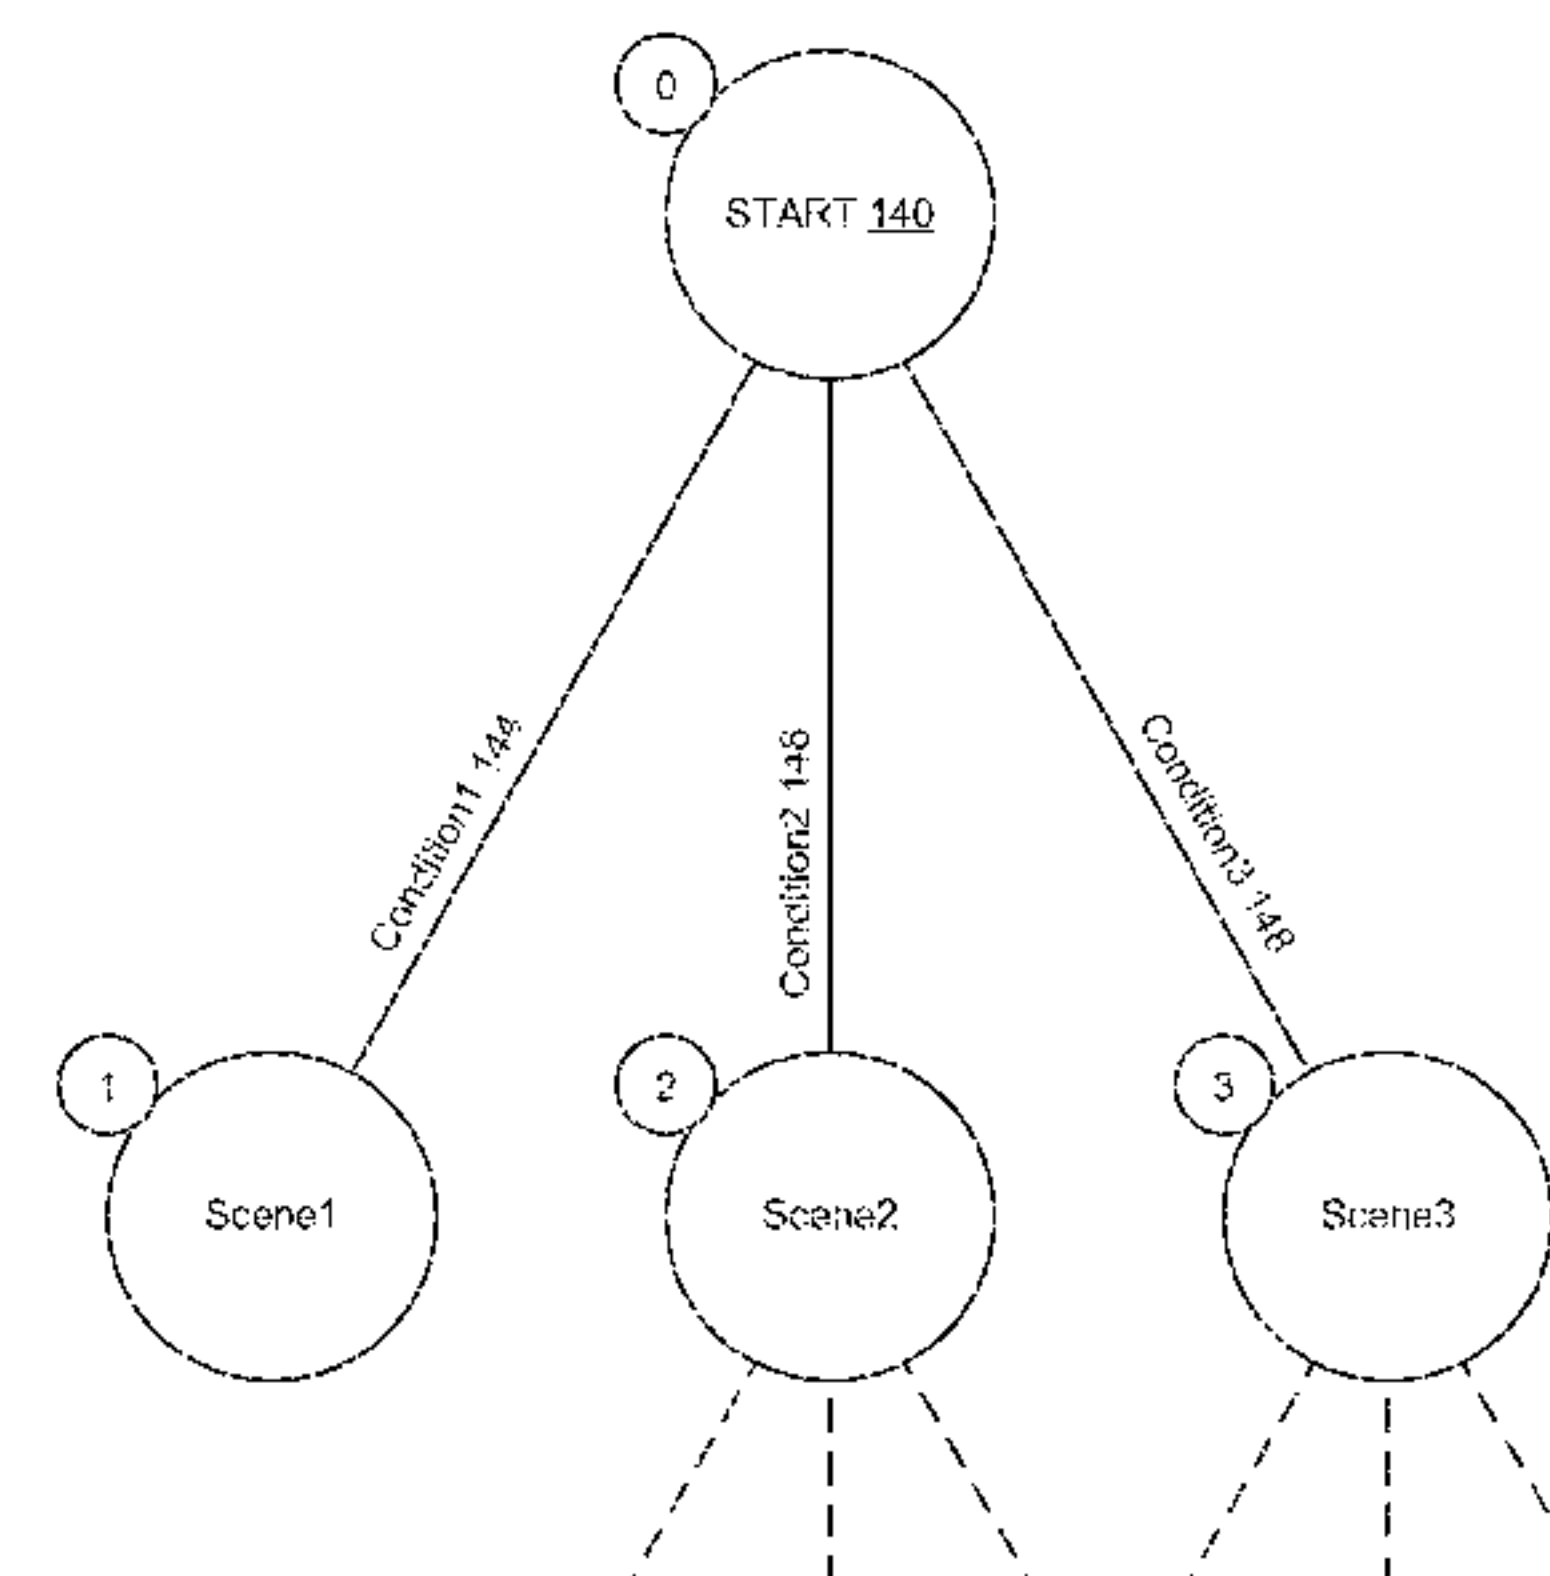 0
START 140
Condition1 144
Condition2 146
Condition3 148
1
2
3
Scene1
Scene2
Scene3